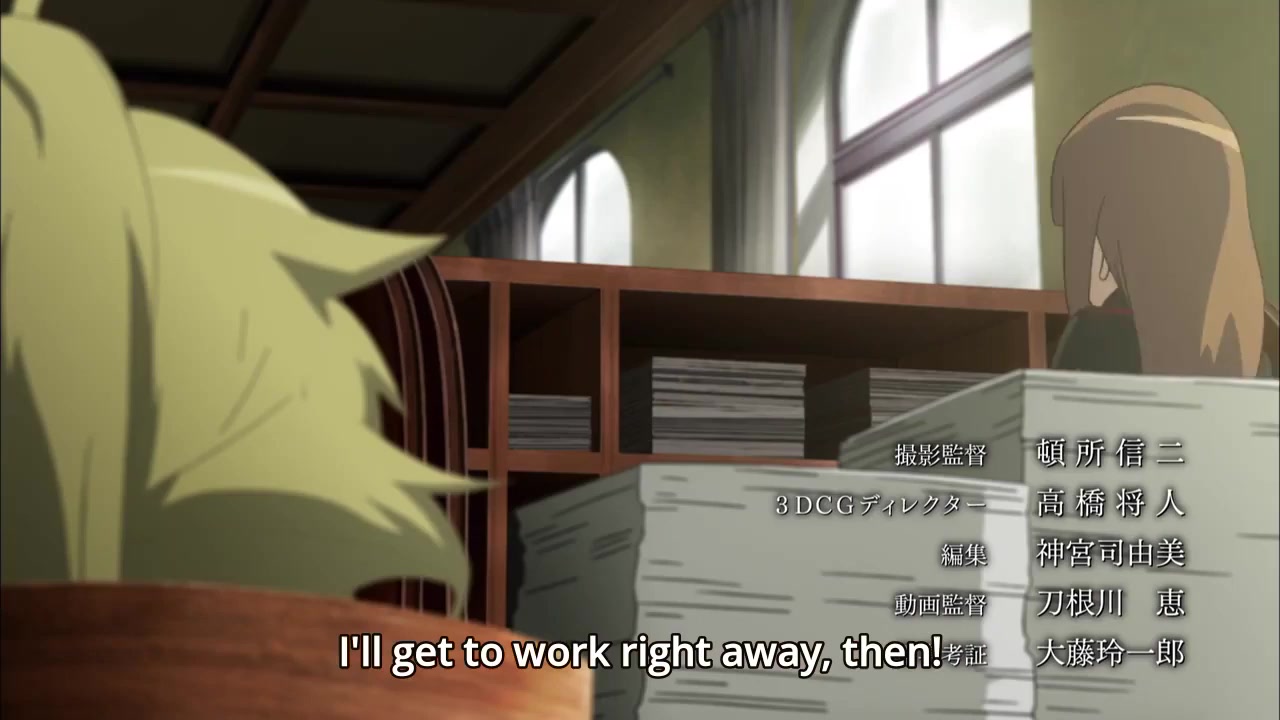 撮影監督 頓所信二
3DCGディレクター 高橋将人
編集 神宮司由美
動画監督 刀根川 恵
考証 大藤玲一郎
I'll get to work right away, then!